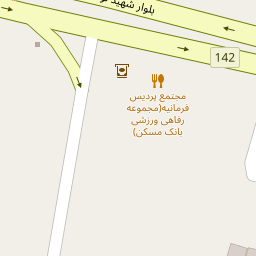 بلوار شهید
142
مجتمع پردیس
فرمانیه(مجموعه
رفاهی ورزشی
بانک مسکن)